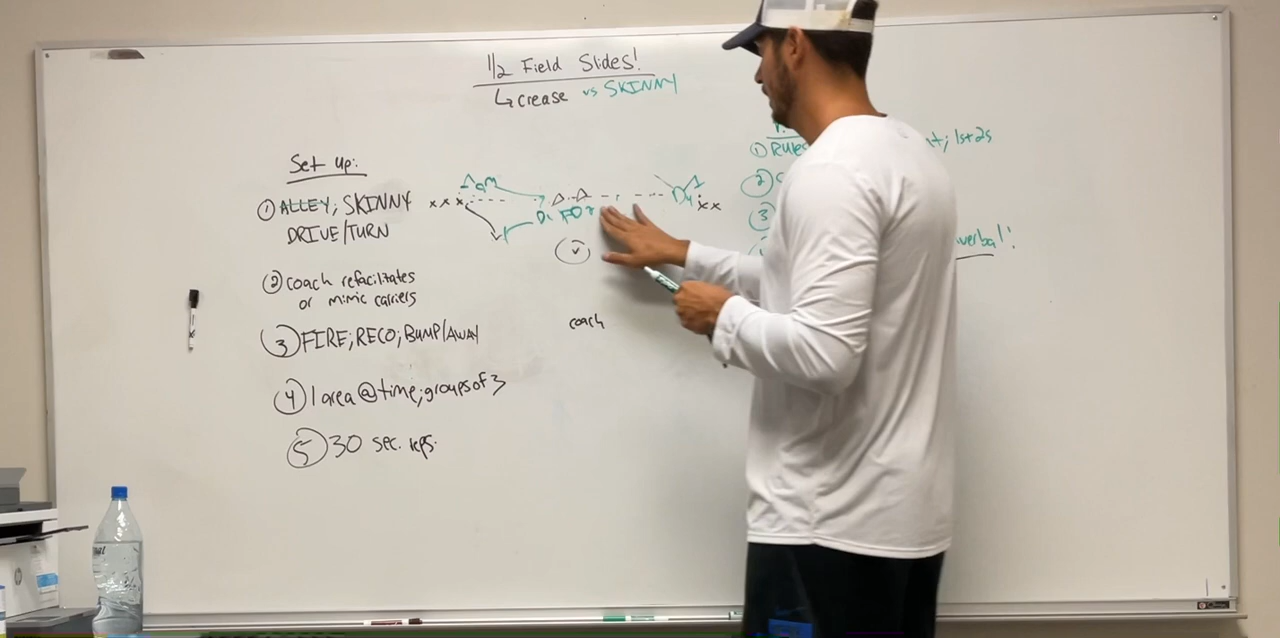 1/2 Field Slides!
↳ crease vs SKINNY
Set up:
① ALLEY; SKINNY
DRIVE/TURN
② coach refacilitates
or mimic carriers
③ FIRE; RECO; BUMP/AWAY
④ 1 area @ time; groups of 3
⑤ 30 sec. reps.
x x x
x x
coach
① RULES
t; 1st 2s
②
③
verbal!